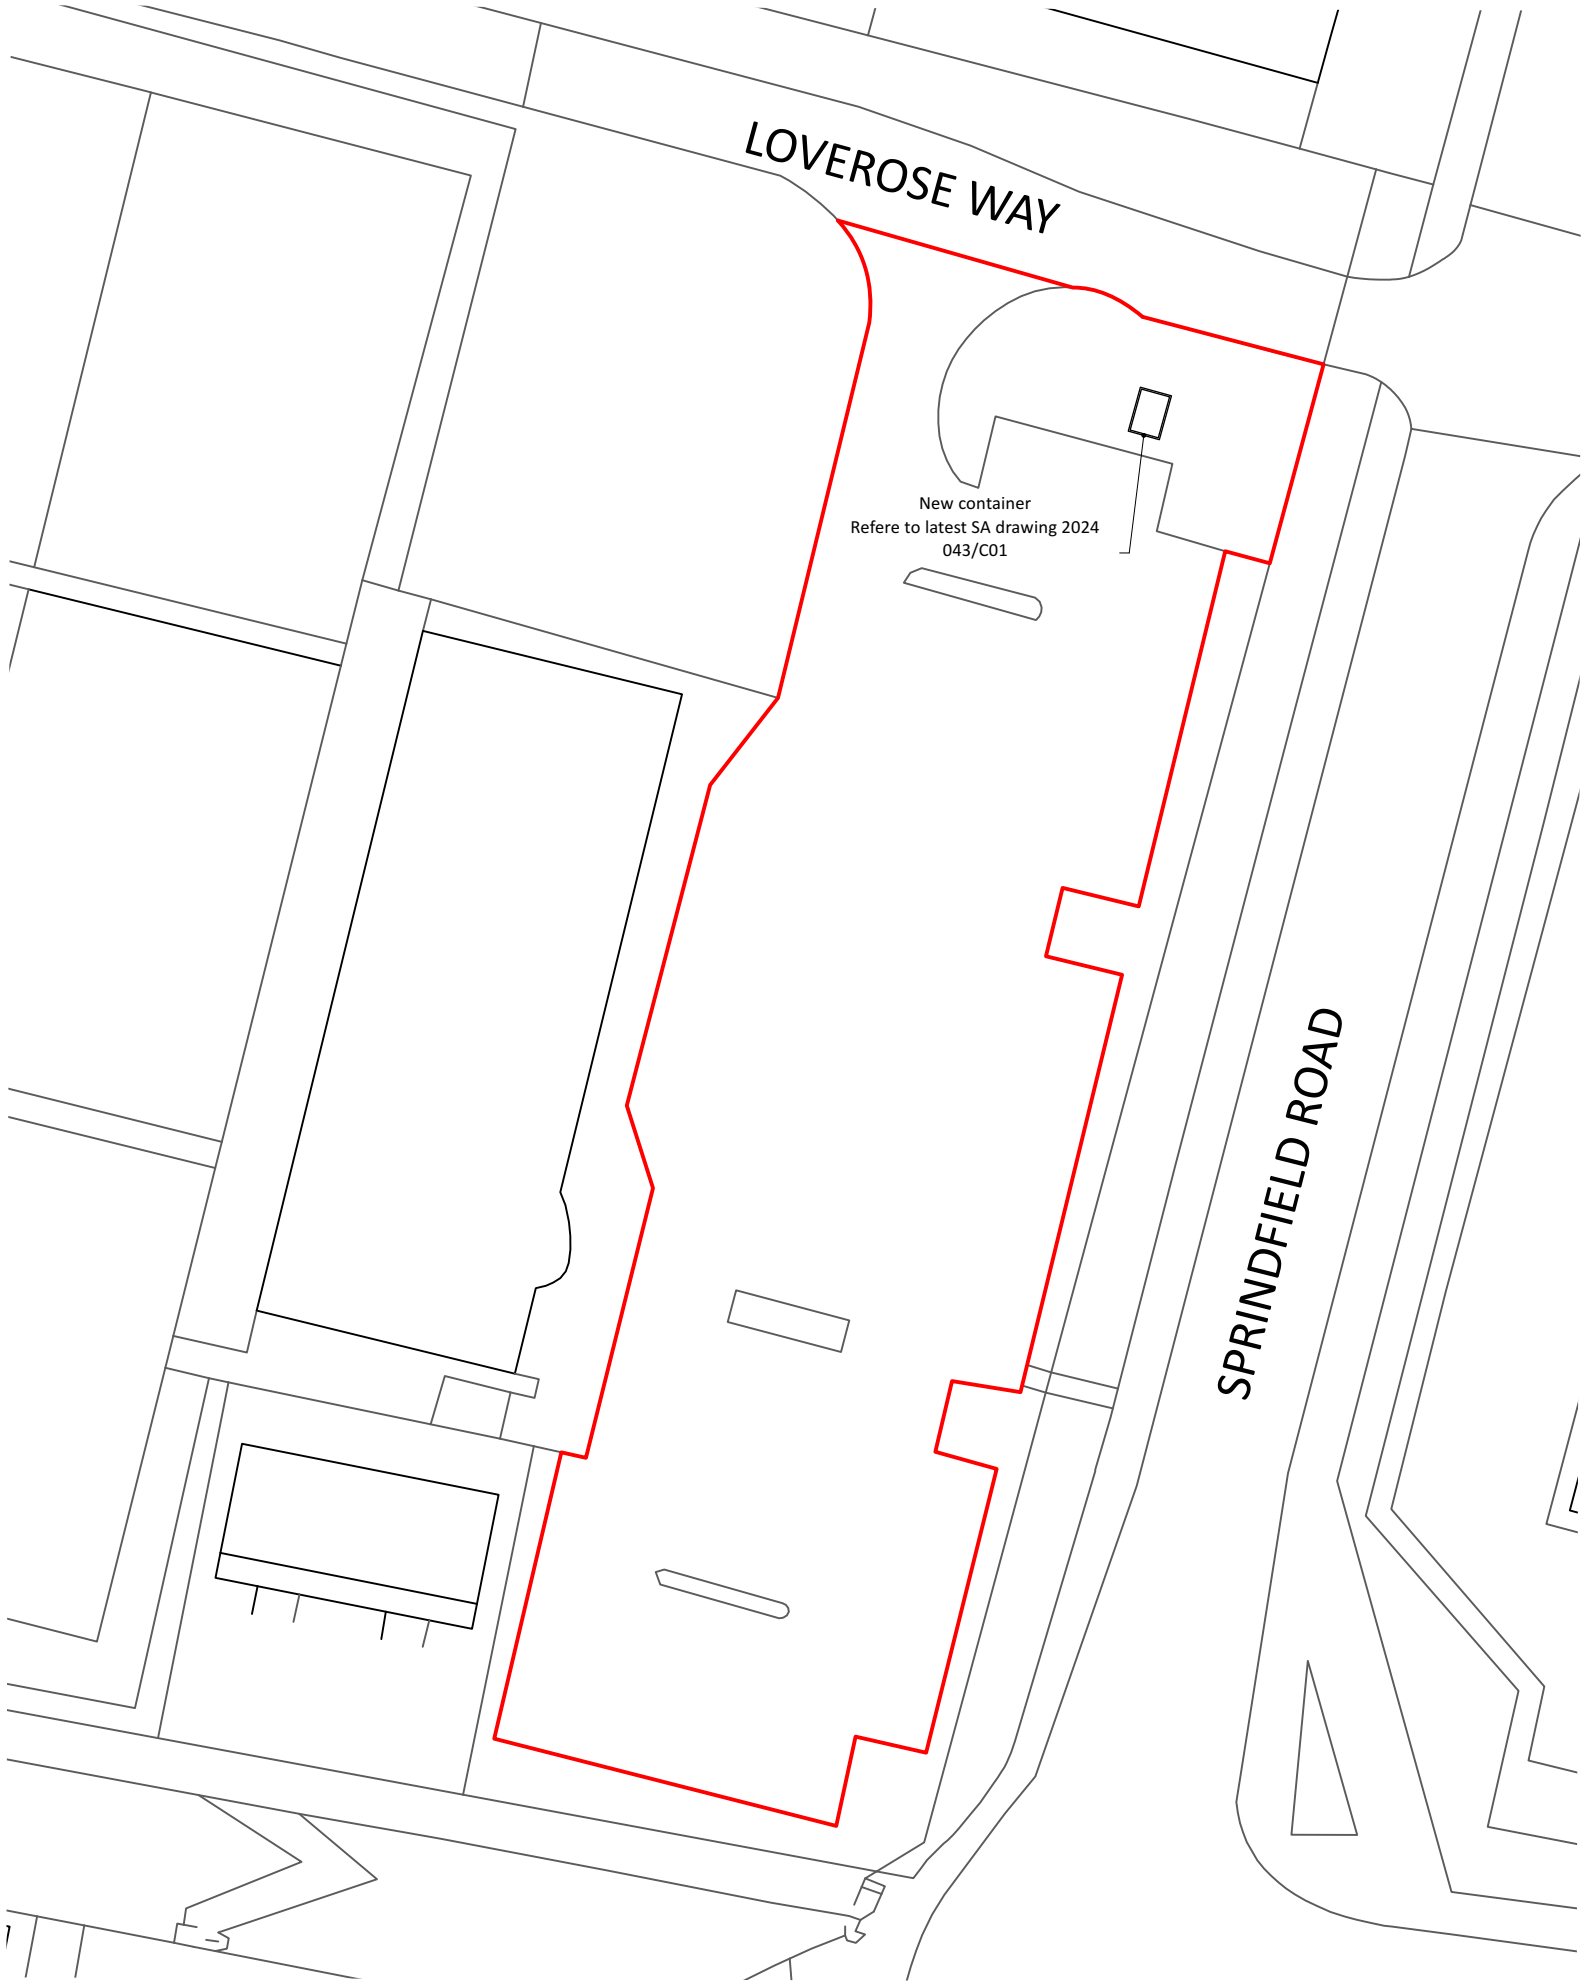 LOVEROSE WAY
New container
Refere to latest SA drawing 2024
043/C01
SPRINDFIELD ROAD